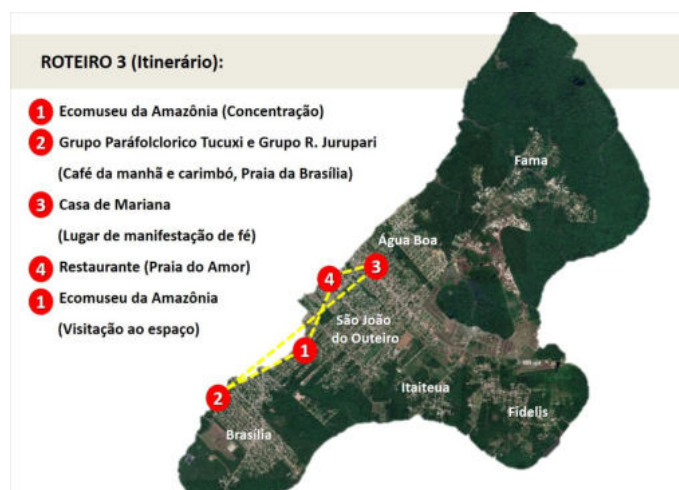 ROTEIRO 3 (Itinerário):
1 Ecomuseu da Amazônia (Concentração)
2 Grupo Paráfolclorico Tucuxi e Grupo R. Jurupari
(Café da manhã e carimbó, Praia da Brasília)
3 Casa de Mariana
(Lugar de manifestação de fé)
4 Restaurante (Praia do Amor)
1 Ecomuseu da Amazônia
(Visitação ao espaço)
Fama
Água Boa
3
4
São João
do Outeiro
1
Itaiteua
2
Fidelis
Brasília